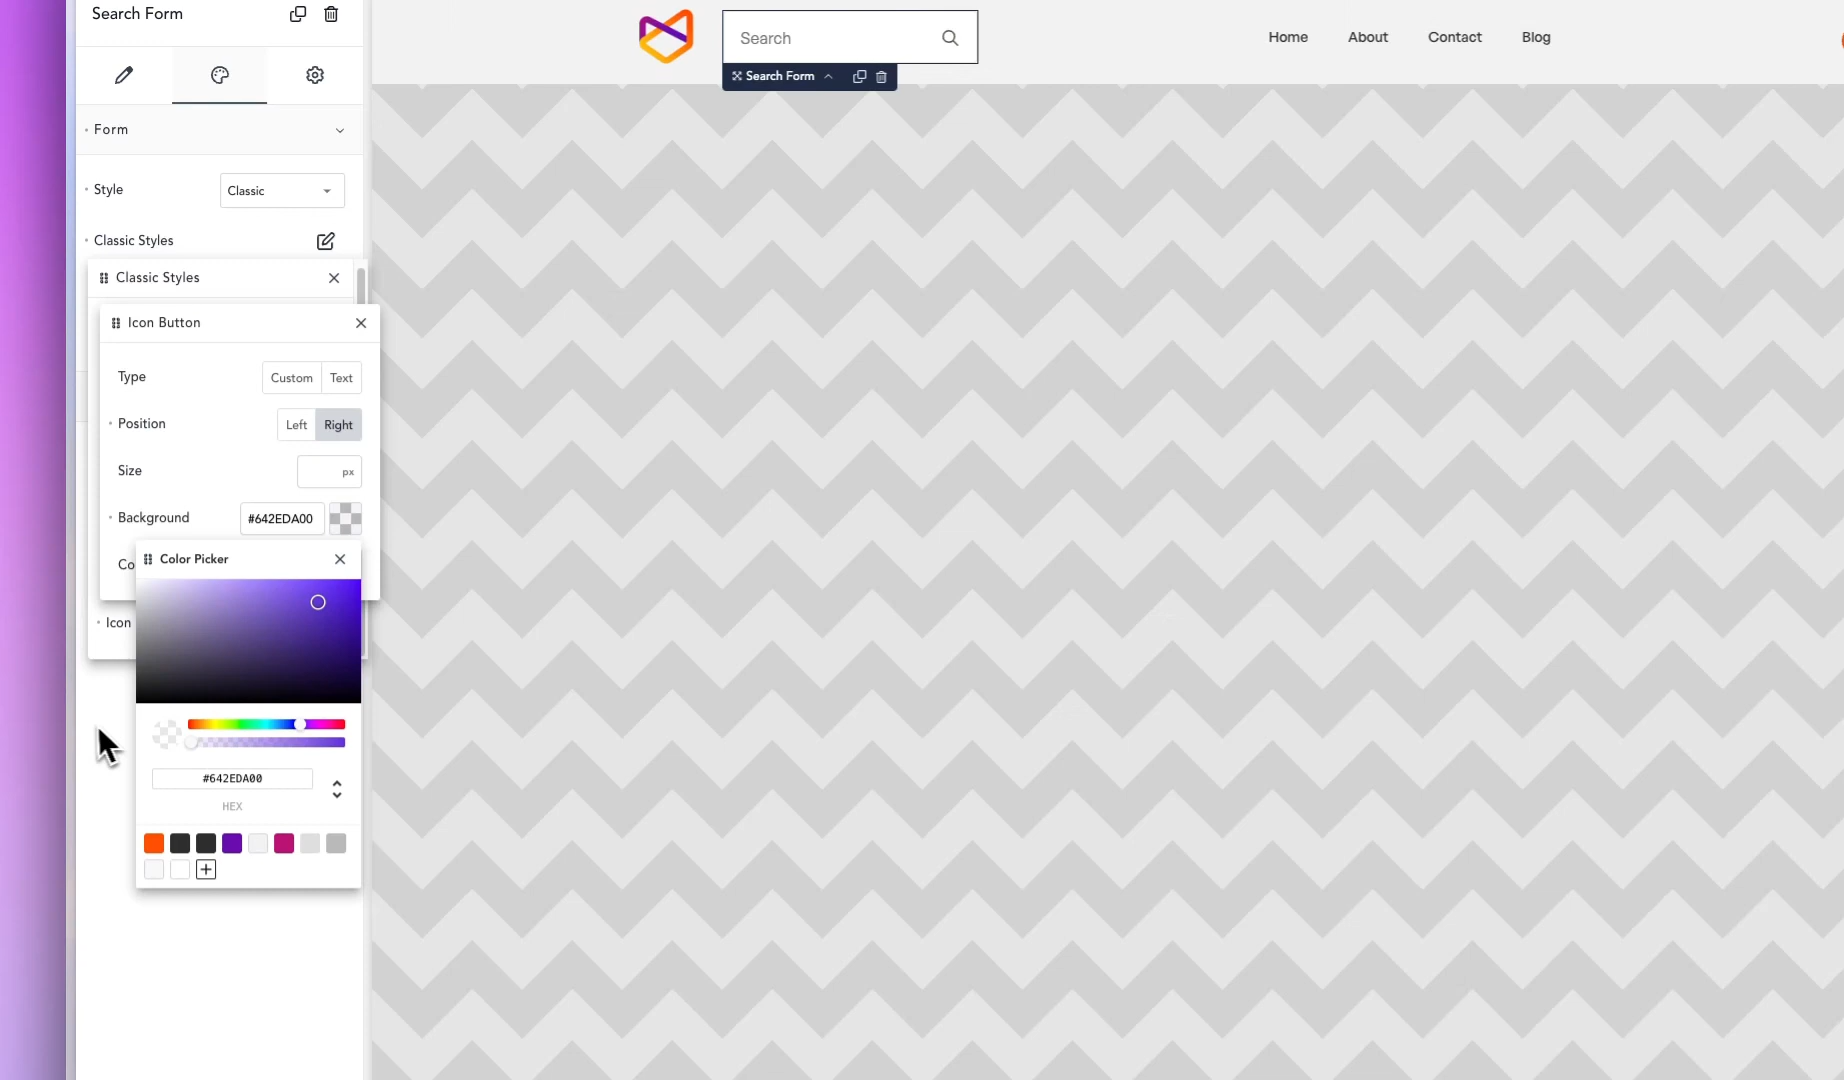 Search Form
Search
Home
About
Contact
Blog
Search Form
Form
Style
Classic
Classic Styles
Classic Styles
Icon Button
Type
Custom
Text
Position
Left
Right
Size
px
Background
#642EDA00
Co
Color Picker
Icon
#642EDA00
HEX